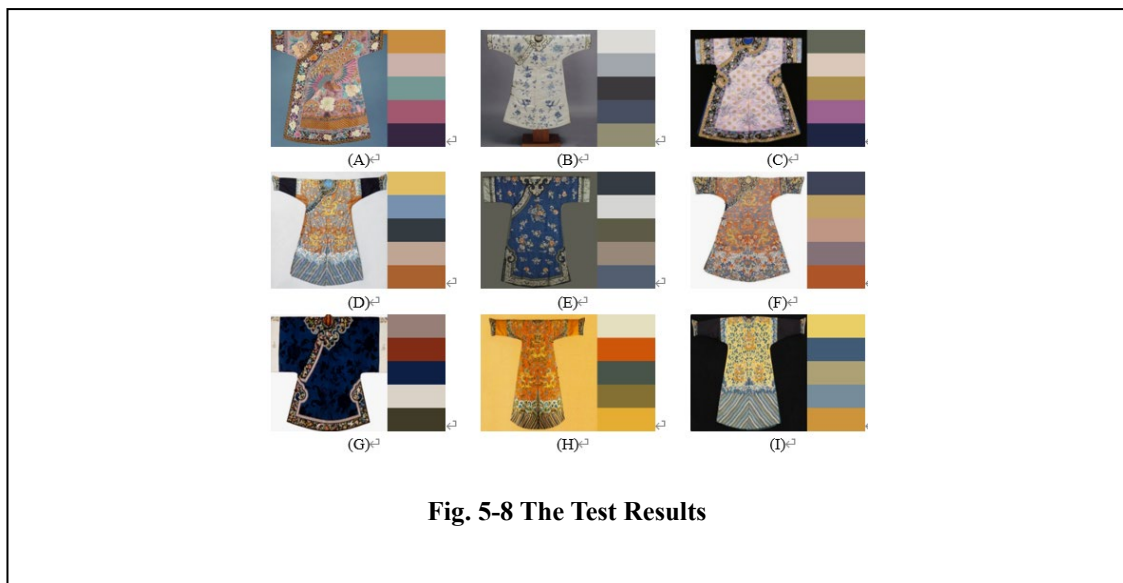 (A)↵ (B)↵ (C)↵
(D)↵ (E)↵ (F)↵
(G)↵ (H)↵ (I)↵
Fig. 5-8 The Test Results